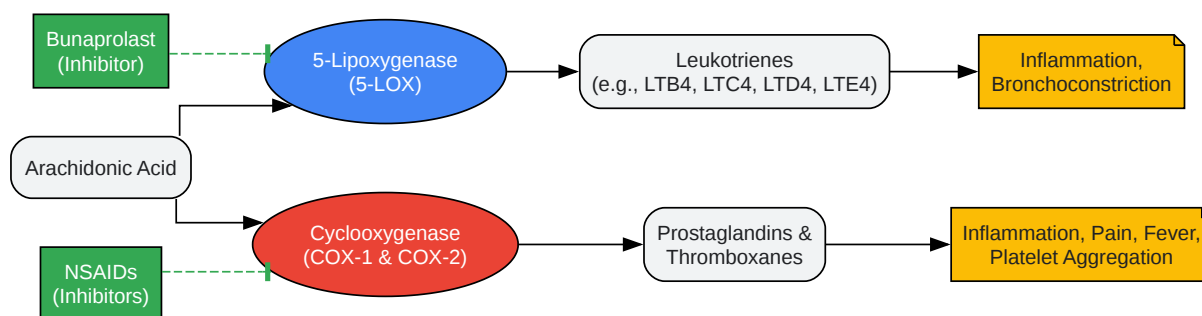 Bunaprolast
(Inhibitor)
5-Lipoxygenase
(5-LOX)
Leukotrienes
(e.g., LTB4, LTC4, LTD4, LTE4)
Inflammation,
Bronchoconstriction
Arachidonic Acid
NSAIDs
(Inhibitors)
Cyclooxygenase
(COX-1 & COX-2)
Prostaglandins &
Thromboxanes
Inflammation, Pain, Fever,
Platelet Aggregation